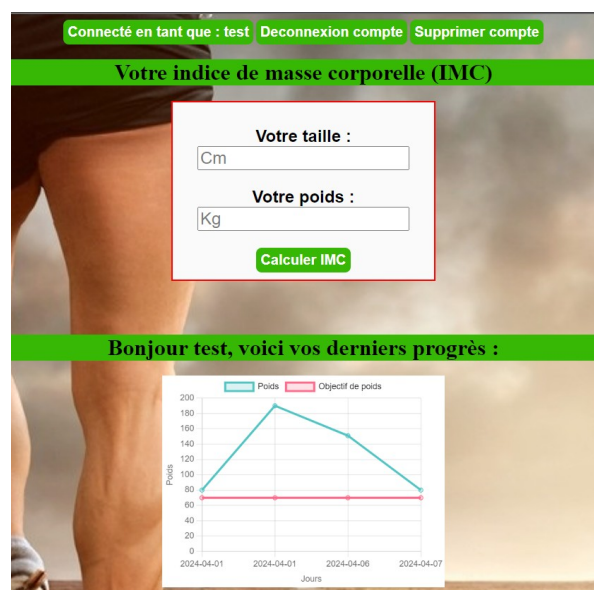 Connecté en tant que : test Deconnexion compte Supprimer compte
Votre indice de masse corporelle (IMC)
Votre taille :
Cm
Votre poids :
Kg
Calculer IMC
Bonjour test, voici vos derniers progrès :
Poids Objectif de poids
200
180
160
140
120
100
80
60
40
20
0
Poids
2024-04-01 2024-04-01 2024-04-06 2024-04-07
Jours